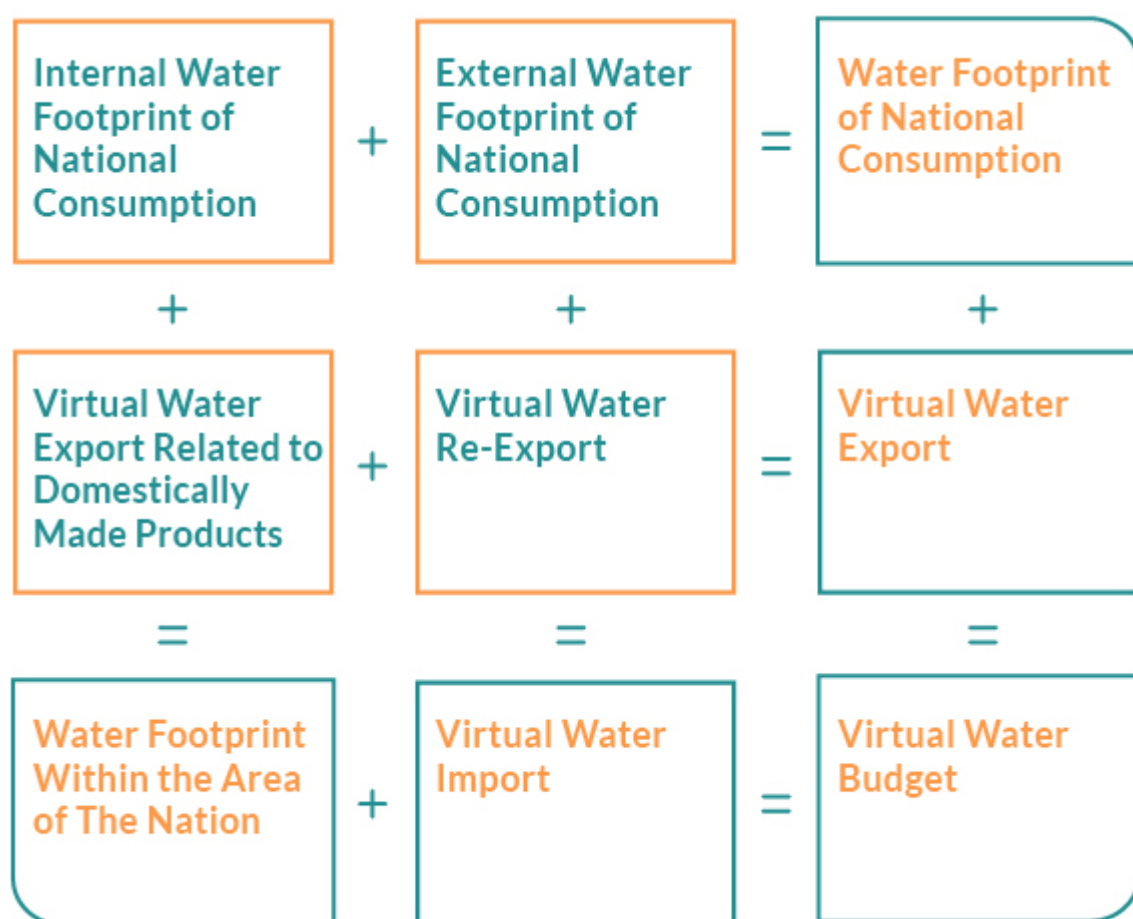 Internal Water
Footprint of
National
Consumption
+
External Water
Footprint of
National
Consumption
=
Water Footprint
of National
Consumption
+
+
+
Virtual Water
Export Related to
Domestically
Made Products
+
Virtual Water
Re-Export
=
Virtual Water
Export
=
=
=
Water Footprint
Within the Area
of The Nation
+
Virtual Water
Import
=
Virtual Water
Budget